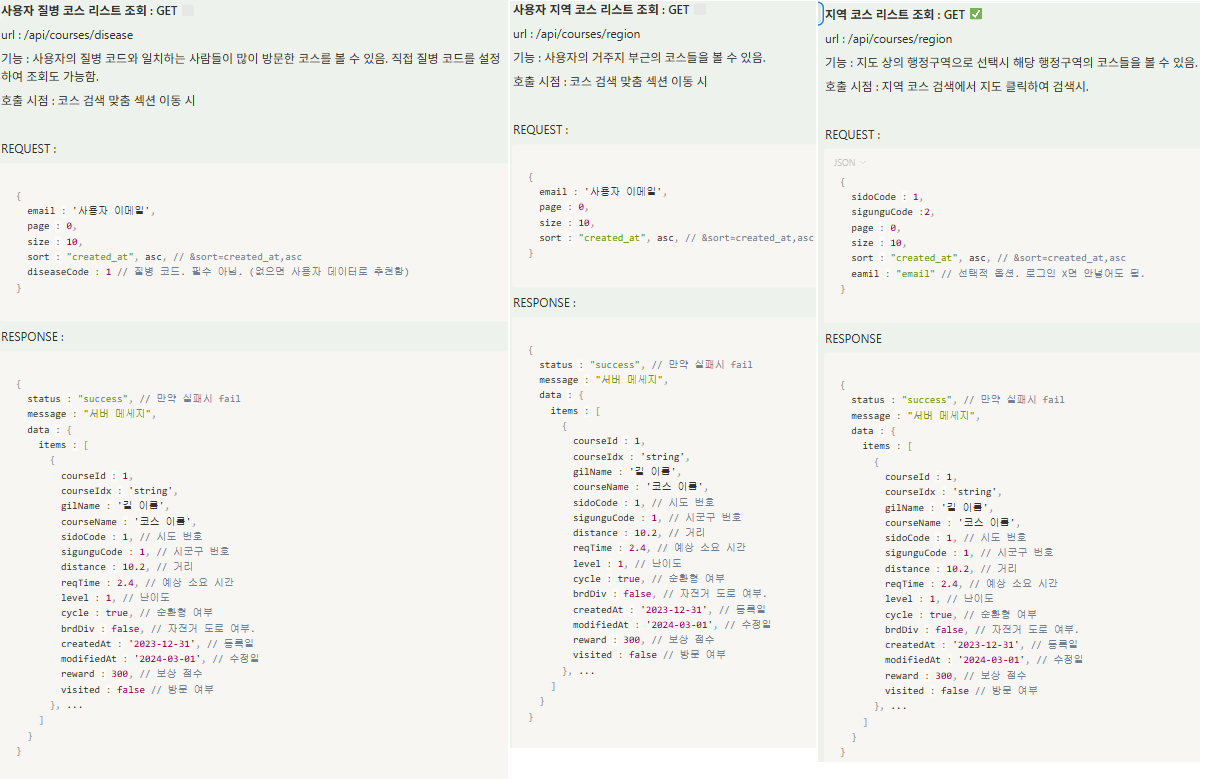 사용자 질병 코스 리스트 조회 : GET
url : /api/courses/disease
기능 : 사용자의 질병 코드와 일치하는 사람들이 많이 방문한 코스를 볼 수 있음. 직접 질병 코드를 설정
하여 조회도 가능함.
호출 시점 : 코스 검색 맞춤 섹션 이동 시
REQUEST :
{
email : '사용자 이메일',
page : 0,
size : 10,
sort : "created_at", asc, // &sort=created_at,asc
diseaseCode : 1 // 질병 코드. 필수 아님. (없으면 사용자 데이터로 추천함)
}
RESPONSE :
{
status : "success", // 만약 실패시 fail
message : "서버 메세지",
data : {
items : [
{
courseId : 1,
courseIdx : 'string',
gilName : '길 이름',
courseName : '코스 이름',
sidoCode : 1, // 시도 번호
sigunguCode : 1, // 시군구 번호
distance : 10.2, // 거리
reqTime : 2.4, // 예상 소요 시간
level : 1, // 난이도
cycle : true, // 순환형 여부
brdDiv : false, // 자전거 도로 여부.
createdAt : '2023-12-31', // 등록일
modifiedAt : '2024-03-01', // 수정일
reward : 300, // 보상 점수
visited : false // 방문 여부
}, ...
]
}
}
사용자 지역 코스 리스트 조회 : GET
url : /api/courses/region
기능 : 사용자의 거주지 부근의 코스들을 볼 수 있음.
호출 시점 : 코스 검색 맞춤 섹션 이동 시
REQUEST :
{
email : '사용자 이메일',
page : 0,
size : 10,
sort : "created_at", asc, // &sort=created_at,asc
}
RESPONSE :
{
status : "success", // 만약 실패시 fail
message : "서버 메세지",
data : {
items : [
{
courseId : 1,
courseIdx : 'string',
gilName : '길 이름',
courseName : '코스 이름',
sidoCode : 1, // 시도 번호
sigunguCode : 1, // 시군구 번호
distance : 10.2, // 거리
reqTime : 2.4, // 예상 소요 시간
level : 1, // 난이도
cycle : true, // 순환형 여부
brdDiv : false, // 자전거 도로 여부.
createdAt : '2023-12-31', // 등록일
modifiedAt : '2024-03-01', // 수정일
reward : 300, // 보상 점수
visited : false // 방문 여부
}, ...
]
}
}
지역 코스 리스트 조회 : GET ✅
url : /api/courses/region
기능 : 지도 상의 행정구역으로 선택시 해당 행정구역의 코스들을 볼 수 있음.
호출 시점 : 지역 코스 검색에서 지도 클릭하여 검색시.
REQUEST :
JSON
{
sidoCode : 1,
sigunguCode :2,
page : 0,
size : 10,
sort : "created_at", asc, // &sort=created_at,asc
eamil : "email" // 선택적 옵션. 로그인 X면 안넣어도 됨.
}
RESPONSE
{
status : "success", // 만약 실패시 fail
message : "서버 메세지",
data : {
items : [
{
courseId : 1,
courseIdx : 'string',
gilName : '길 이름',
courseName : '코스 이름',
sidoCode : 1, // 시도 번호
sigunguCode : 1, // 시군구 번호
distance : 10.2, // 거리
reqTime : 2.4, // 예상 소요 시간
level : 1, // 난이도
cycle : true, // 순환형 여부
brdDiv : false, // 자전거 도로 여부.
createdAt : '2023-12-31', // 등록일
modifiedAt : '2024-03-01', // 수정일
reward : 300, // 보상 점수
visited : false // 방문 여부
}, ...
]
}
}